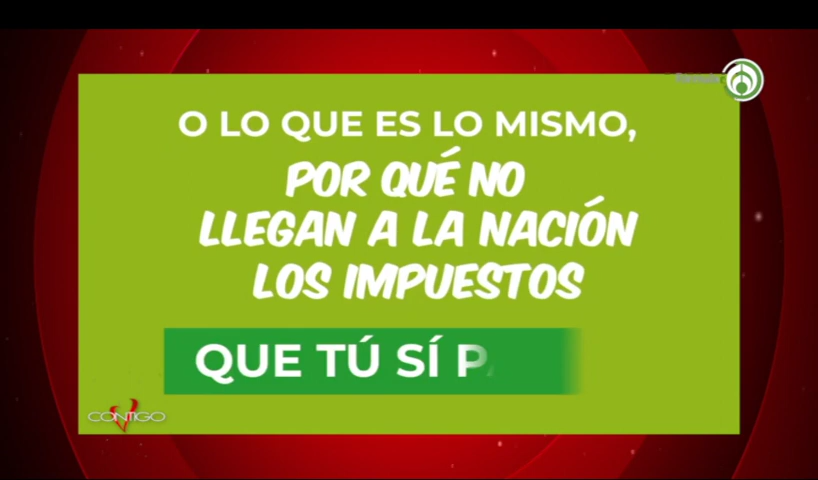 O LO QUE ES LO MISMO,
POR QUÉ NO
LLEGAN A LA NACIÓN
LOS IMPUESTOS
QUE TÚ SÍ P
CONTIGO